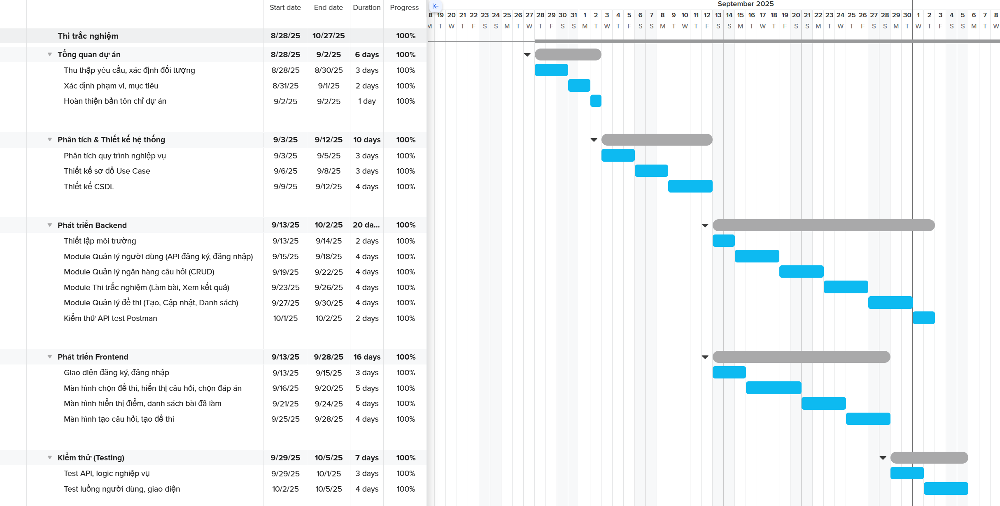 Start date End date Duration Progress
September 2025
8 19 20 21 22 23 24 25 26 27 28 29 30 31 1 2 3 4 5 6 7 8 9 10 11 12 13 14 15 16 17 18 19 20 21 22 23 24 25 26 27 28 29 30 1 2 3 4 5 6 7 8
M T W T F S S M T W T F S S M T W T F S S M T W T F S S M T W T F S S M T W T F S S M T W T F S S M T W
Thi trắc nghiệm 8/28/25 10/27/25 100%
Tổng quan dự án 8/28/25 9/2/25 6 days 100%
Thu thập yêu cầu, xác định đối tượng 8/28/25 8/30/25 3 days 100%
Xác định phạm vi, mục tiêu 8/31/25 9/1/25 2 days 100%
Hoàn thiện bản tôn chỉ dự án 9/2/25 9/2/25 1 day 100%
Phân tích & Thiết kế hệ thống 9/3/25 9/12/25 10 days 100%
Phân tích quy trình nghiệp vụ 9/3/25 9/5/25 3 days 100%
Thiết kế sơ đồ Use Case 9/6/25 9/8/25 3 days 100%
Thiết kế CSDL 9/9/25 9/12/25 4 days 100%
Phát triển Backend 9/13/25 10/2/25 20 da... 100%
Thiết lập môi trường 9/13/25 9/14/25 2 days 100%
Module Quản lý người dùng (API đăng ký, đăng nhập) 9/15/25 9/18/25 4 days 100%
Module Quản lý ngân hàng câu hỏi (CRUD) 9/19/25 9/22/25 4 days 100%
Module Thi trắc nghiệm (Làm bài, Xem kết quả) 9/23/25 9/26/25 4 days 100%
Module Quản lý đề thi (Tạo, Cập nhật, Danh sách) 9/27/25 9/30/25 4 days 100%
Kiểm thử API test Postman 10/1/25 10/2/25 2 days 100%
Phát triển Frontend 9/13/25 9/28/25 16 days 100%
Giao diện đăng ký, đăng nhập 9/13/25 9/15/25 3 days 100%
Màn hình chọn đề thi, hiển thị câu hỏi, chọn đáp án 9/16/25 9/20/25 5 days 100%
Màn hình hiển thị điểm, danh sách bài đã làm 9/21/25 9/24/25 4 days 100%
Màn hình tạo câu hỏi, tạo đề thi 9/25/25 9/28/25 4 days 100%
Kiểm thử (Testing) 9/29/25 10/5/25 7 days 100%
Test API, logic nghiệp vụ 9/29/25 10/1/25 3 days 100%
Test luồng người dùng, giao diện 10/2/25 10/5/25 4 days 100%